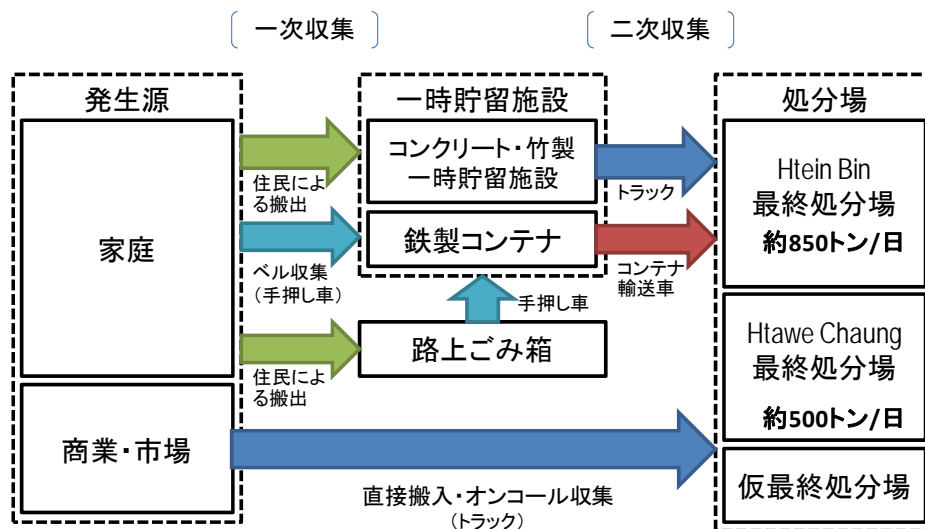 一次収集
二次収集
発生源
一時貯留施設
処分場
家庭
住民によ
る搬出
コンクリート・竹製
一時貯留施設
トラック
Htein Bin
最終処分場
約850トン/日
ベル収集
(手押し車)
鉄製コンテナ
コンテナ
輸送車
手押し車
住民によ
る搬出
路上ごみ箱
Htawe Chaung
最終処分場
約500トン/日
商業・市場
直接搬入・オンコール収集
(トラック)
仮最終処分場